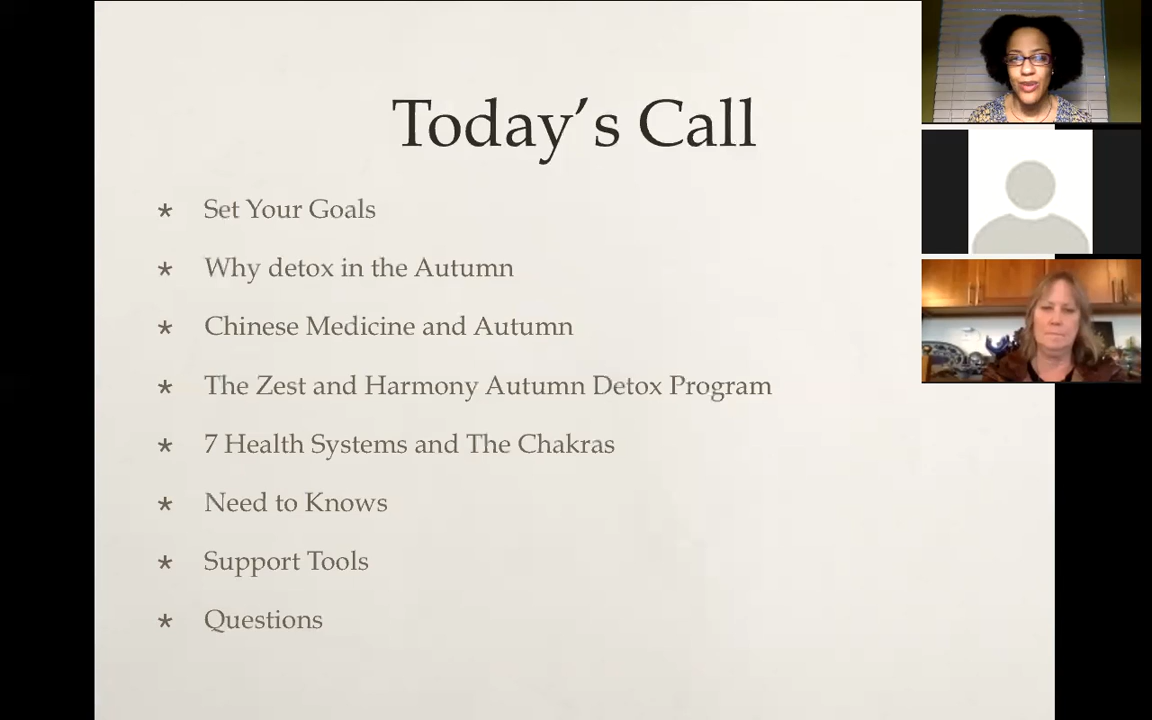 Today's Call
* Set Your Goals
* Why detox in the Autumn
* Chinese Medicine and Autumn
* The Zest and Harmony Autumn Detox Program
* 7 Health Systems and The Chakras
* Need to Knows
* Support Tools
* Questions